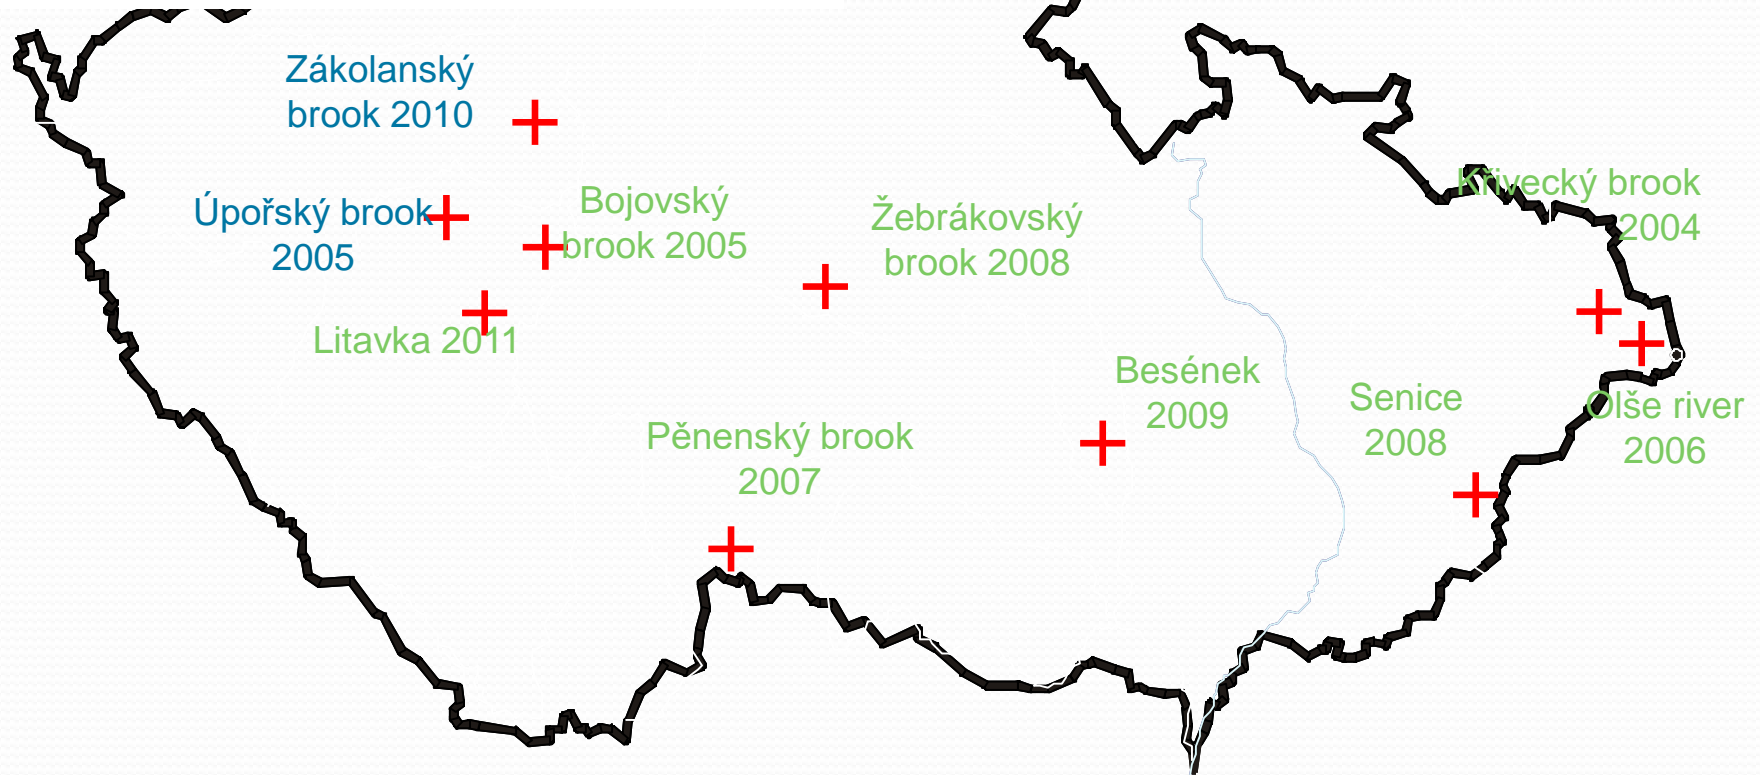 Zákolanský
brook 2010
Úpořský brook
2005
Bojovský
brook 2005
Žebrákovský
brook 2008
Křivecký brook
2004
Litavka 2011
Besének
2009
Senice
2008
Olše river
2006
Pěnenský brook
2007